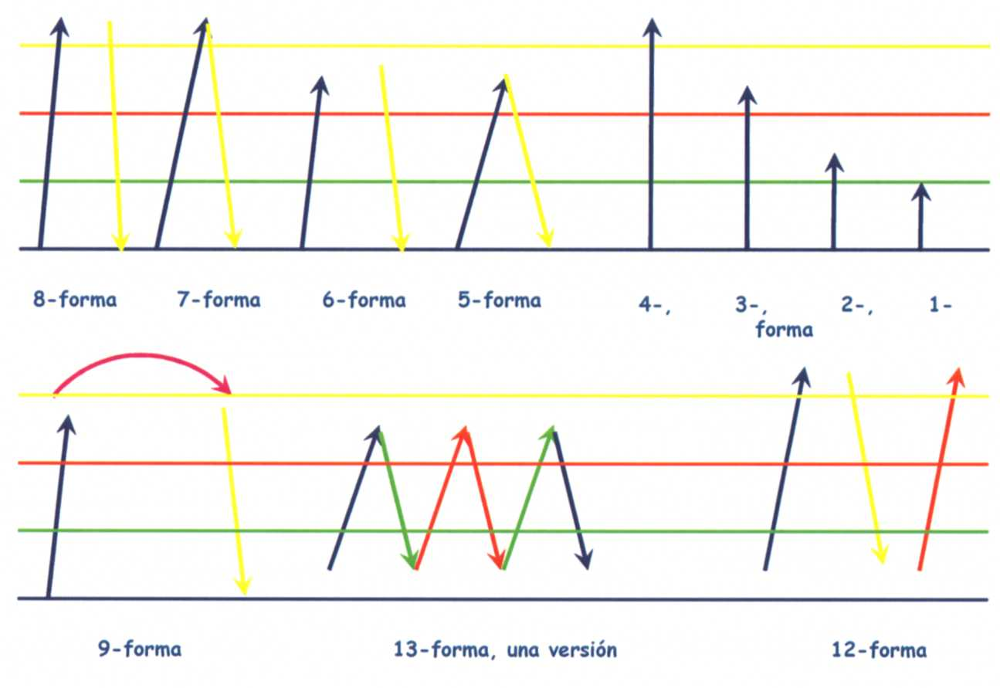 8-forma 7-forma 6-forma 5-forma 4-, 3-, 2-, 1-
forma
9-forma 13-forma, una versión 12-forma